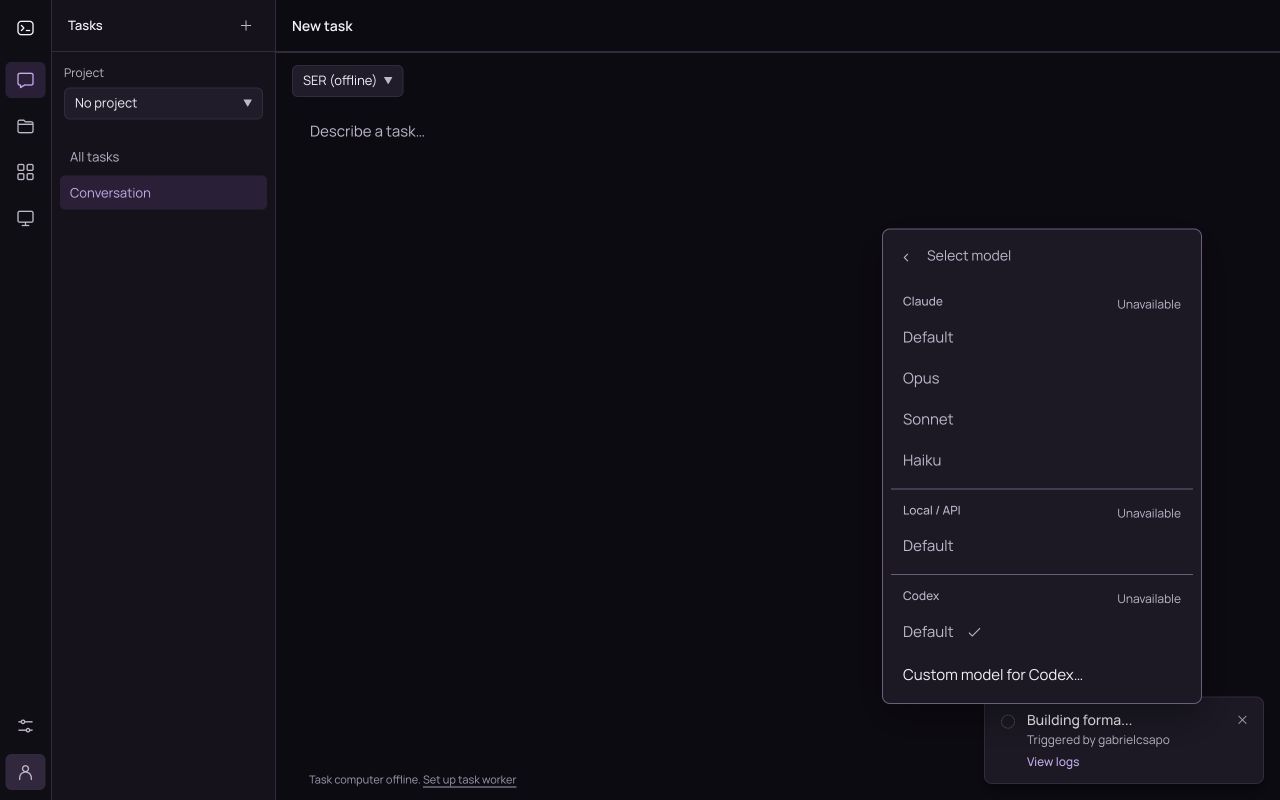 Tasks
New task
Project
No project
All tasks
Conversation
SER (offline)
Describe a task...
Select model
Claude
Unavailable
Default
Opus
Sonnet
Haiku
Local / API
Unavailable
Default
Codex
Unavailable
Default
Custom model for Codex...
Building forma...
Triggered by gabrielcsapo
View logs
Task computer offline. Set up task worker